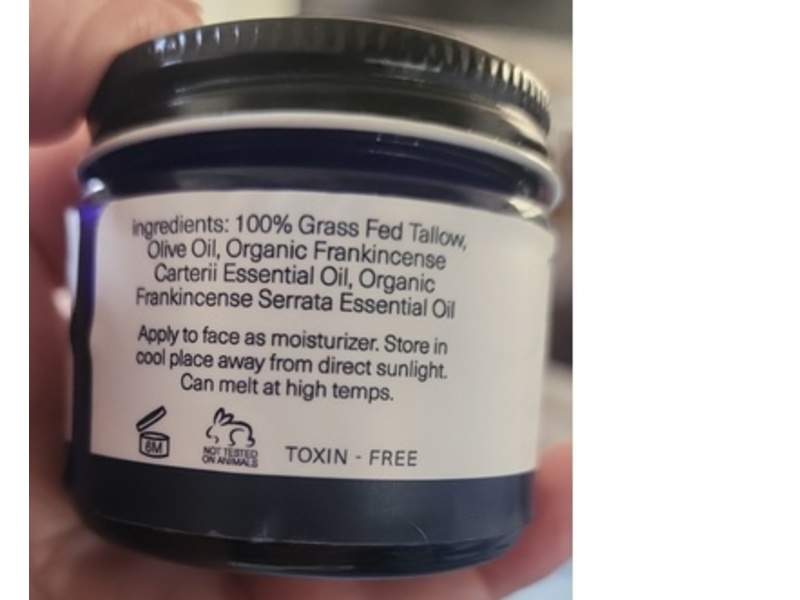 Ingredients: 100% Grass Fed Tallow,
Olive Oil, Organic Frankincense
Carterii Essential Oil, Organic
Frankincense Serrata Essential Oil
Apply to face as moisturizer. Store in
cool place away from direct sunlight.
Can melt at high temps.
6M
NOT TESTED
ON ANIMALS
TOXIN - FREE